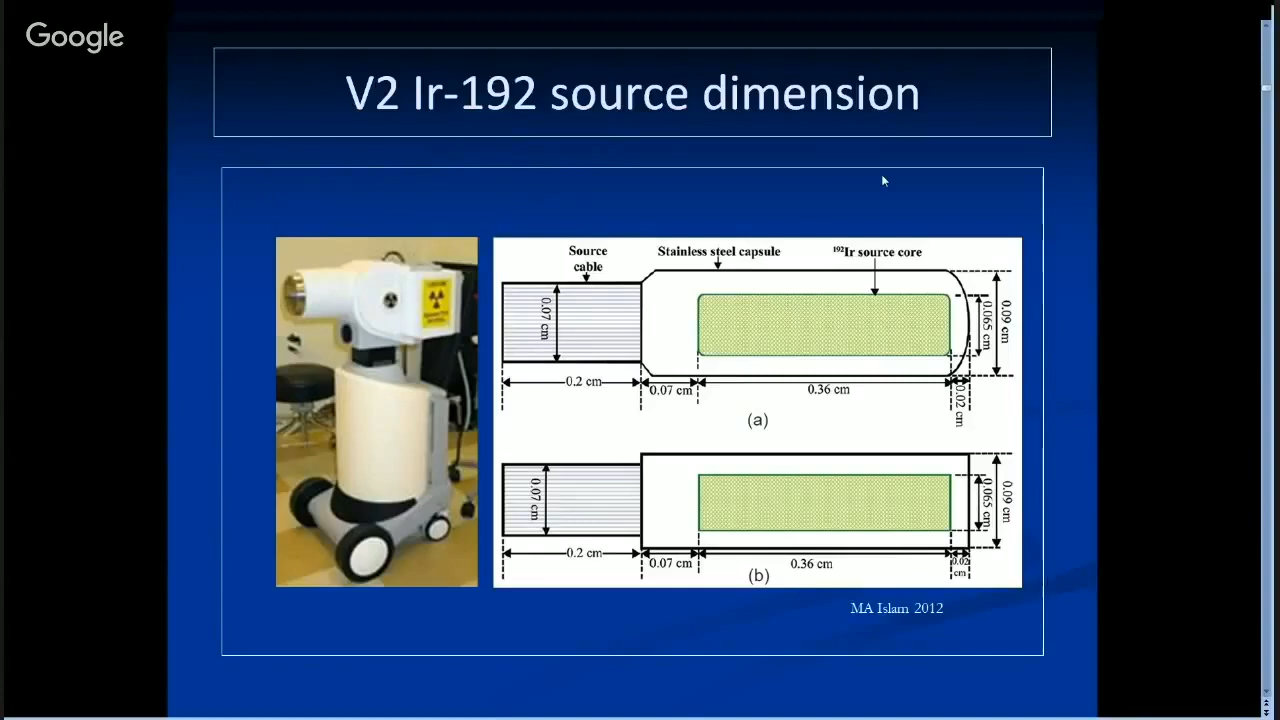 Google
V2 Ir-192 source dimension
Source
cable
Stainless steel capsule
¹⁹²Ir source core
0.07 cm
0.065 cm
0.09 cm
0.2 cm
0.07 cm
0.36 cm
0.02 cm
(a)
0.07 cm
0.065 cm
0.09 cm
0.2 cm
0.07 cm
0.36 cm
0.02
cm
(b)
MA Islam 2012